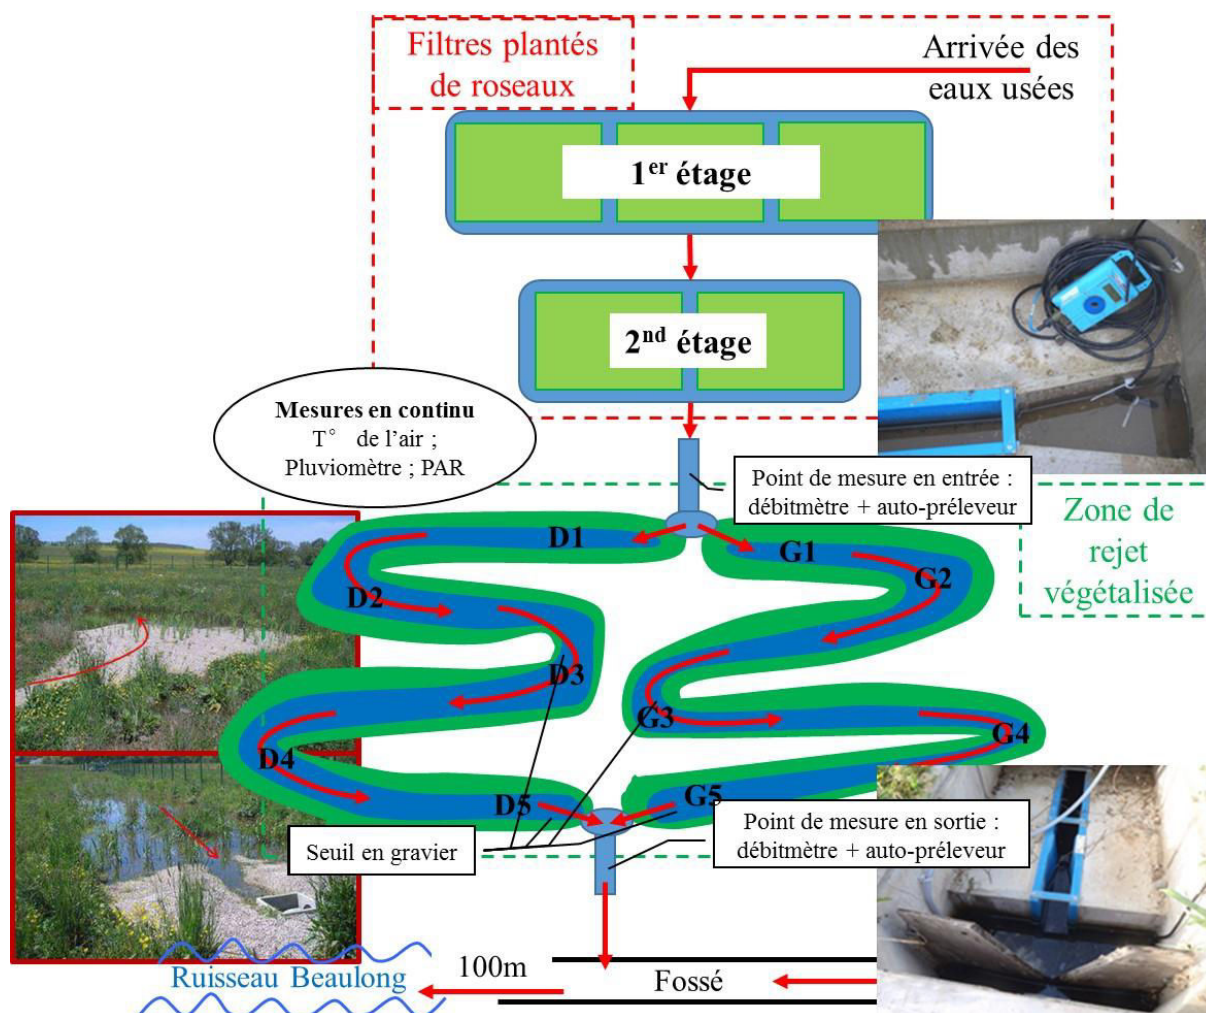 Filtres plantés
de roseaux
Arrivée des
eaux usées
1er étage
2nd étage
Mesures en continu
T° de l'air ;
Pluviomètre ; PAR
Point de mesure en entrée :
débitmètre + auto-préleveur
Zone de
rejet
végétalisée
D1
G1
D2
G2
D3
G3
D4
G4
D5
G5
Seuil en gravier
Point de mesure en sortie :
débitmètre + auto-préleveur
Ruisseau Beaulong
100m
Fossé